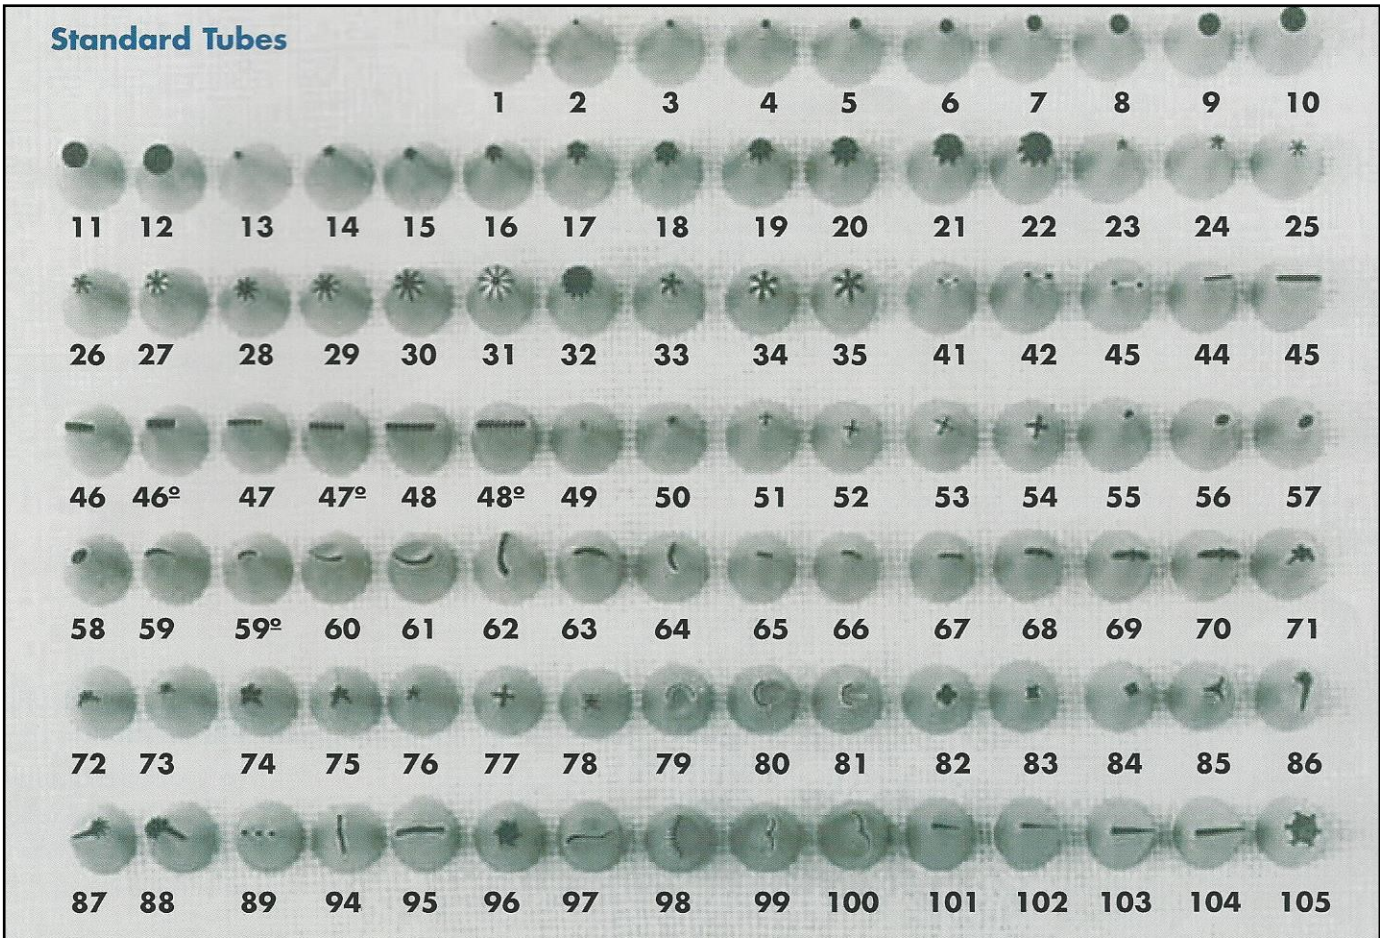 Standard Tubes
1 2 3 4 5 6 7 8 9 10
11 12 13 14 15 16 17 18 19 20 21 22 23 24 25
26 27 28 29 30 31 32 33 34 35 41 42 45 44 45
46 46º 47 47º 48 48º 49 50 51 52 53 54 55 56 57
58 59 59º 60 61 62 63 64 65 66 67 68 69 70 71
72 73 74 75 76 77 78 79 80 81 82 83 84 85 86
87 88 89 94 95 96 97 98 99 100 101 102 103 104 105